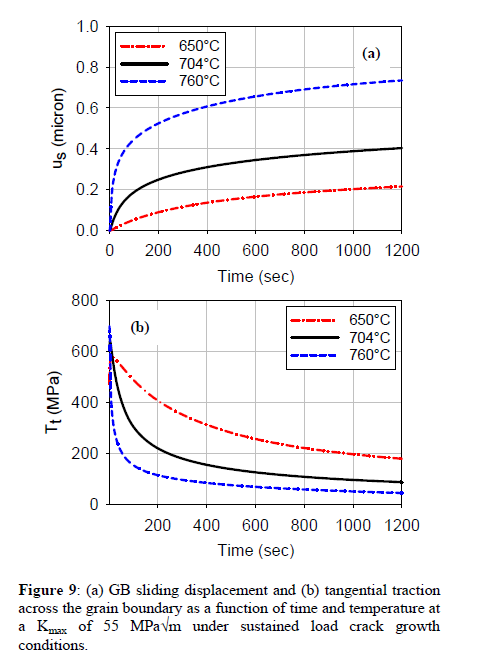 1.0
0.8
0.6
0.4
0.2
0.0
us (micron)
650°C
704°C
760°C
(a)
0 200 400 600 800 1000 1200
Time (sec)
800
600
400
200
0
Tt (MPa)
(b)
650°C
704°C
760°C
200 400 600 800 1000 1200
Time (sec)
Figure 9: (a) GB sliding displacement and (b) tangential traction
across the grain boundary as a function of time and temperature at
a Kmax of 55 MPa√m under sustained load crack growth
conditions.